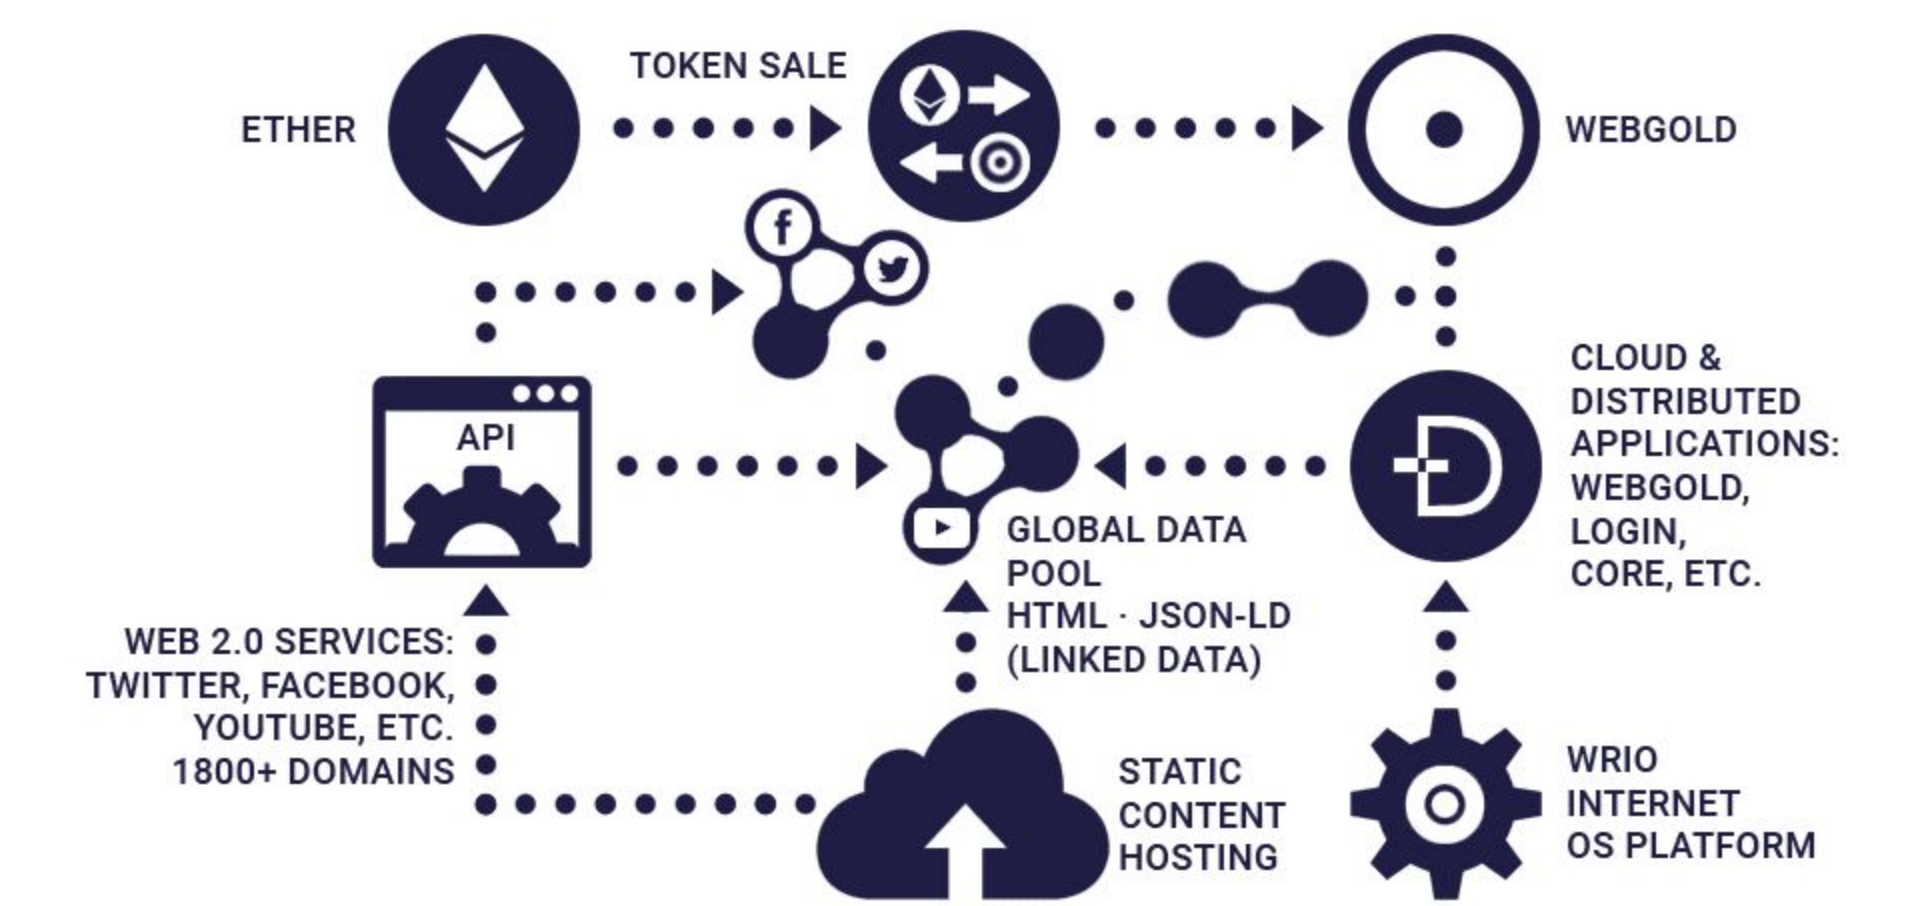 TOKEN SALE
ETHER
WEBGOLD
f
API
CLOUD &
DISTRIBUTED
APPLICATIONS:
WEBGOLD,
LOGIN,
CORE, ETC.
GLOBAL DATA
POOL
HTML · JSON-LD
(LINKED DATA)
WEB 2.0 SERVICES:
TWITTER, FACEBOOK,
YOUTUBE, ETC.
1800+ DOMAINS
STATIC
CONTENT
HOSTING
WRIO
INTERNET
OS PLATFORM